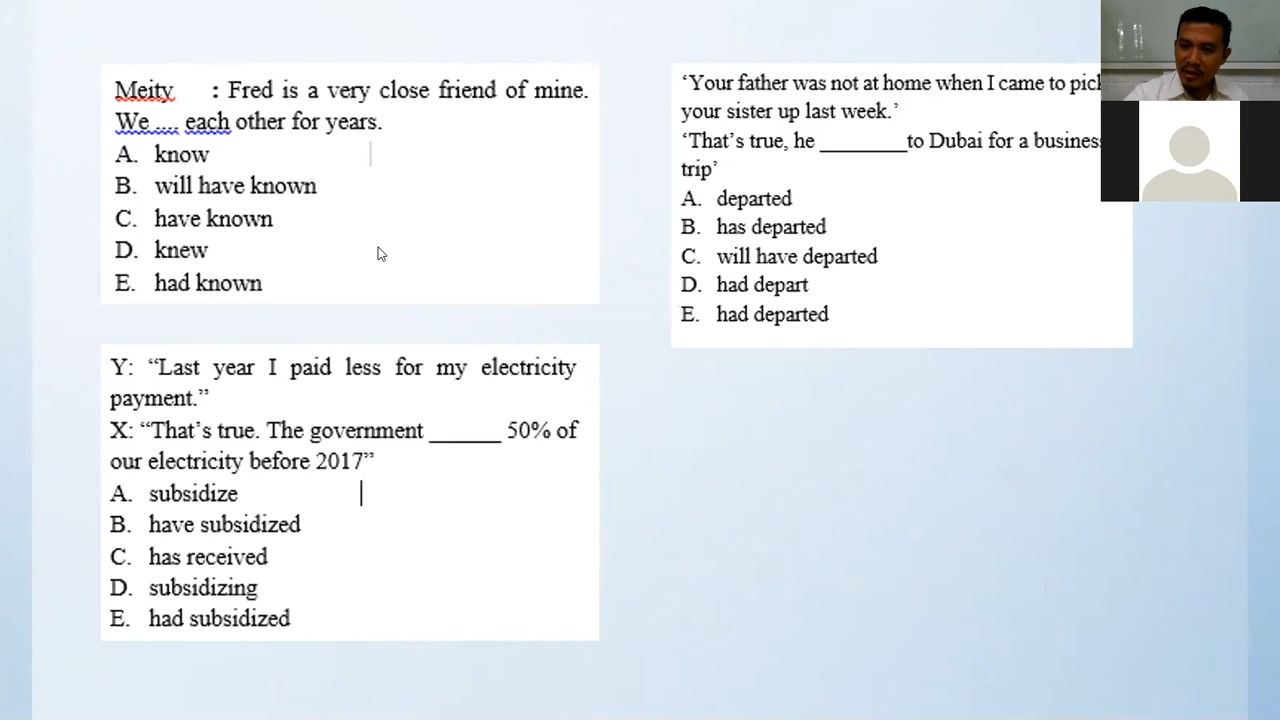 Meity : Fred is a very close friend of mine.
We .... each other for years.
A. know
B. will have known
C. have known
D. knew
E. had known
Y: “Last year I paid less for my electricity
payment.”
X: “That’s true. The government ______ 50% of
our electricity before 2017”
A. subsidize
B. have subsidized
C. has received
D. subsidizing
E. had subsidized
‘Your father was not at home when I came to pick
your sister up last week.’
‘That’s true, he ________to Dubai for a business
trip’
A. departed
B. has departed
C. will have departed
D. had depart
E. had departed